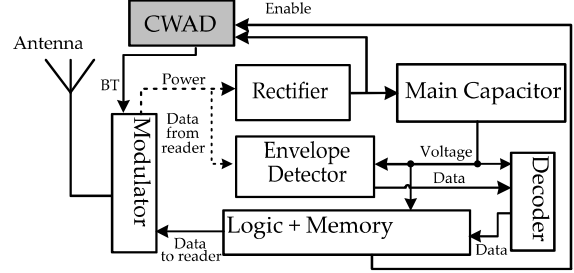 CWAD
Enable
Antenna
BT
Power
Rectifier
Main Capacitor
Data
from
reader
Modulator
Envelope
Detector
Voltage
Data
Decoder
Logic + Memory
Data
to reader
Data